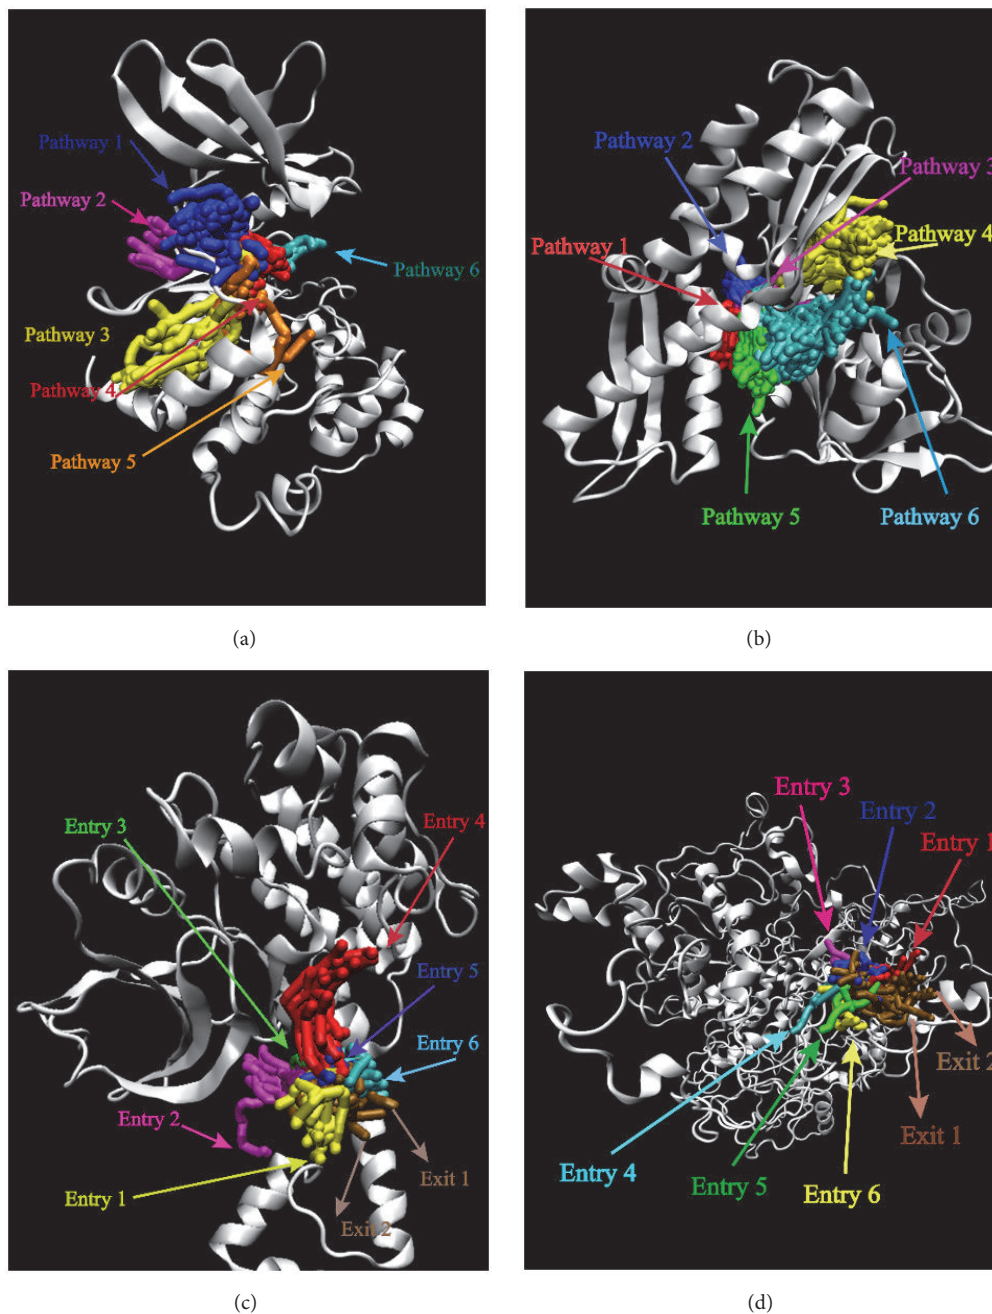 Pathway 1
Pathway 2
Pathway 3
Pathway 4
Pathway 5
Pathway 6
(a)
Pathway 2
Pathway 3
Pathway 1
Pathway 4
Pathway 5
Pathway 6
(b)
Entry 3
Entry 4
Entry 5
Entry 6
Entry 2
Entry 1
Exit 1
Exit 2
(c)
Entry 3
Entry 2
Entry 1
Exit 2
Exit 1
Entry 4
Entry 5
Entry 6
(d)